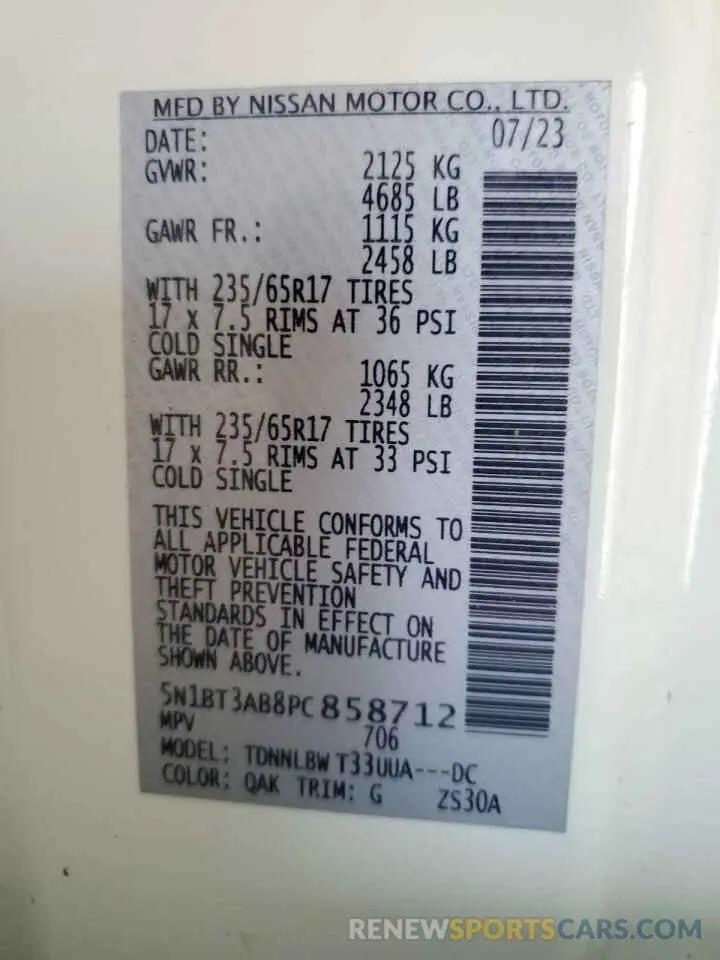 MFD BY NISSAN MOTOR CO., LTD.
DATE: 07/23
GVWR: 2125 KG
4685 LB
GAWR FR.: 1115 KG
2458 LB
WITH 235/65R17 TIRES
17 x 7.5 RIMS AT 36 PSI
COLD SINGLE
GAWR RR.: 1065 KG
2348 LB
WITH 235/65R17 TIRES
17 x 7.5 RIMS AT 33 PSI
COLD SINGLE
THIS VEHICLE CONFORMS TO
ALL APPLICABLE FEDERAL
MOTOR VEHICLE SAFETY AND
THEFT PREVENTION
STANDARDS IN EFFECT ON
THE DATE OF MANUFACTURE
SHOWN ABOVE.
5N1BT3AB8PC858712
MPV 706
MODEL: TDNNLBW T33UUA---DC
COLOR: QAK TRIM: G ZS30A
RENEWSPORTSCARS.COM